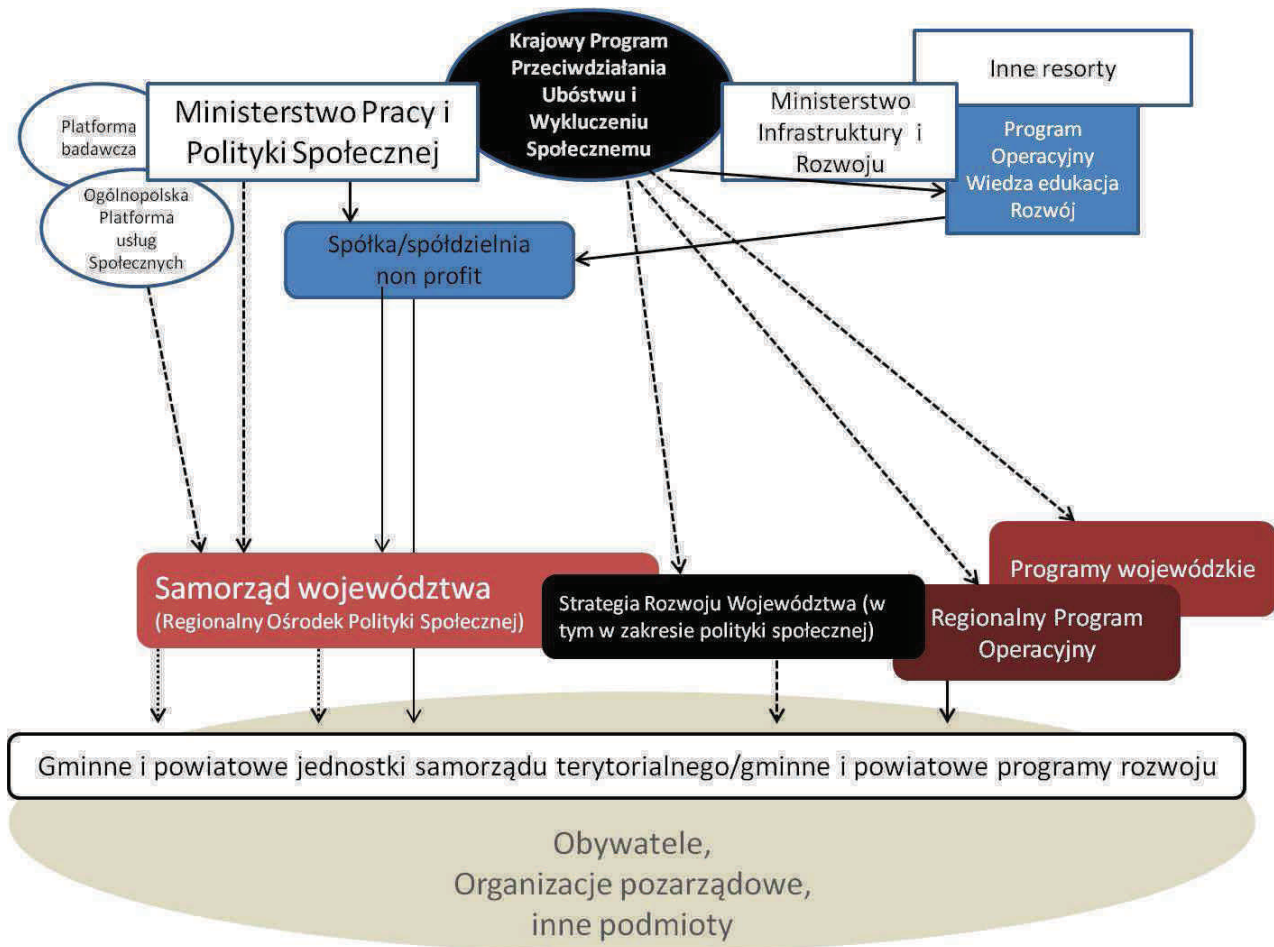 Krajowy Program
Przeciwdziałania
Ubóstwu i
Wykluczeniu
Społecznemu
Inne resorty
Platforma
badawcza
Ministerstwo Pracy i
Polityki Społecznej
Ministerstwo
Infrastruktury i
Rozwoju
Program
Operacyjny
Wiedza edukacja
Rozwój
Ogólnopolska
Platforma
usług
Społecznych
Spółka/spółdzielnia
non profit
Samorząd województwa
(Regionalny Ośrodek Polityki Społecznej)
Strategia Rozwoju Województwa (w
tym w zakresie polityki społecznej)
Programy wojewódzkie
Regionalny Program
Operacyjny
Gminne i powiatowe jednostki samorządu terytorialnego/gminne i powiatowe programy rozwoju
Obywatele,
Organizacje pozarządowe,
inne podmioty